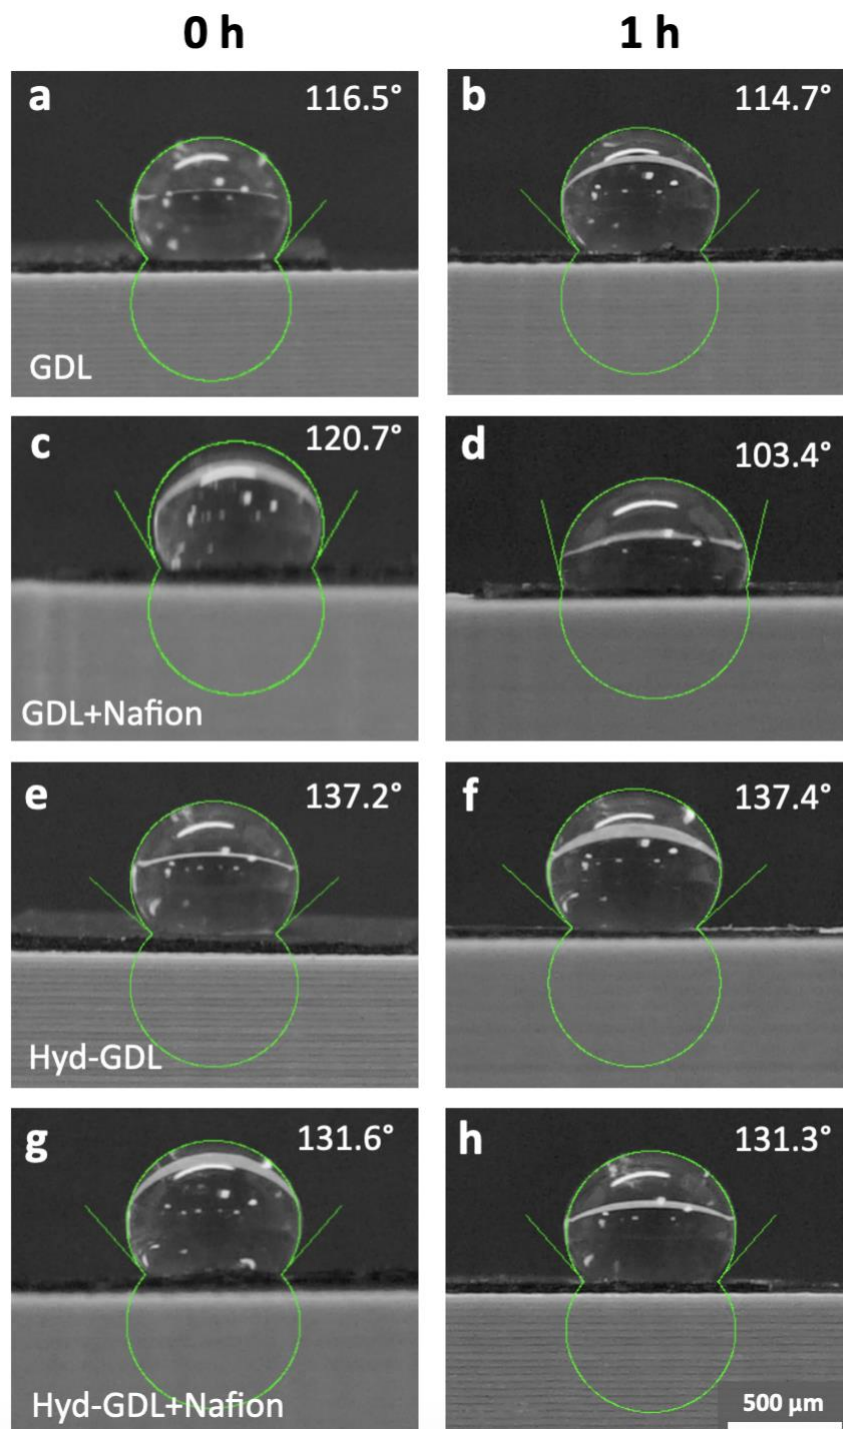 0 h
1 h
a
116.5°
b
114.7°
GDL
c
120.7°
d
103.4°
GDL+Nafion
e
137.2°
f
137.4°
Hyd-GDL
g
131.6°
h
131.3°
Hyd-GDL+Nafion
500 µm